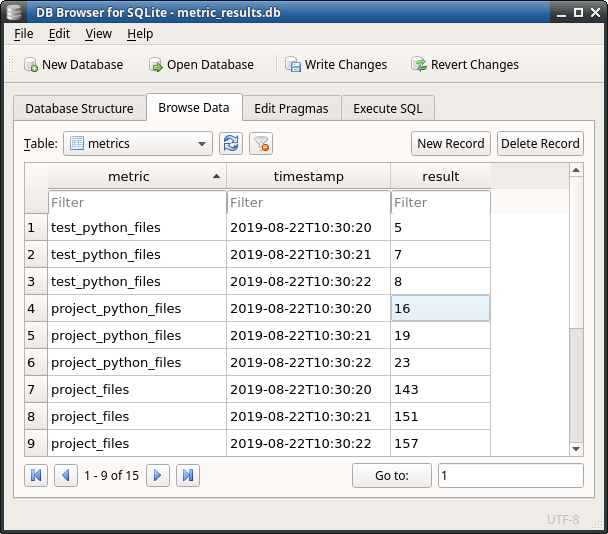 DB Browser for SQLite - metric_results.db
File Edit View Help
New Database Open Database Write Changes Revert Changes
Database Structure Browse Data Edit Pragmas Execute SQL
Table: metrics New Record Delete Record
metric timestamp result
Filter Filter Filter
1 test_python_files 2019-08-22T10:30:20 5
2 test_python_files 2019-08-22T10:30:21 7
3 test_python_files 2019-08-22T10:30:22 8
4 project_python_files 2019-08-22T10:30:20 16
5 project_python_files 2019-08-22T10:30:21 19
6 project_python_files 2019-08-22T10:30:22 23
7 project_files 2019-08-22T10:30:20 143
8 project_files 2019-08-22T10:30:21 151
9 project_files 2019-08-22T10:30:22 157
1 - 9 of 15 Go to: 1
UTF-8